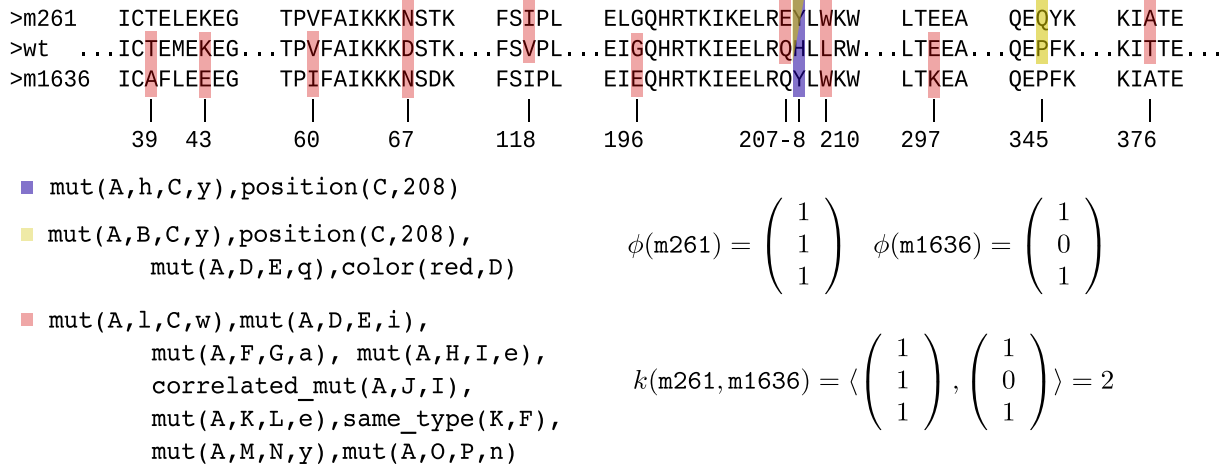 >m261 ICTELEKEG TPVFAIKKKNSTK FSIPL ELGQHRTKIKELREYLWKW LTEEA QEQYK KIATE
>wt ...ICTEMEKEG...TPVFAIKKKDSTK...FSVPL...EIGQHRTKIEELRQHLLRW...LTEEA...QEPFK...KITTE...
>m1636 ICAFLEEEG TPIFAIKKKNSDK FSIPL EIEQHRTKIEELRQYLWKW LTKEA QEPFK KIATE
39 43 60 67 118 196 207-8 210 297 345 376
mut(A,h,C,y),position(C,208)
mut(A,B,C,y),position(C,208),
mut(A,D,E,q),color(red,D)
ϕ(m261) = ( 1 1 1 ) ϕ(m1636) = ( 1 0 1 )
mut(A,l,C,w),mut(A,D,E,i),
mut(A,F,G,a), mut(A,H,I,e),
correlated_mut(A,J,I),
mut(A,K,L,e),same_type(K,F),
mut(A,M,N,y),mut(A,O,P,n)
k(m261,m1636) = ⟨( 1 1 1 ), ( 1 0 1 )⟩ = 2